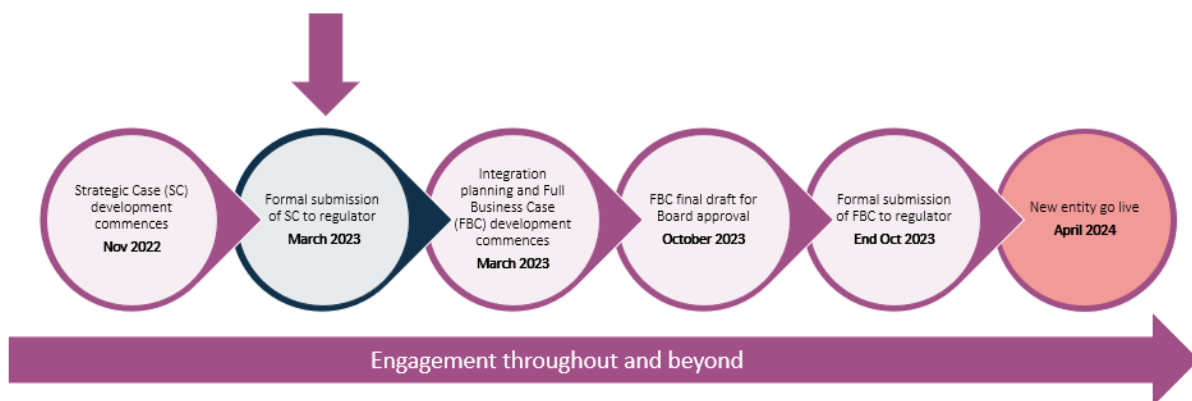 Strategic Case (SC)
development
commences
Nov 2022
Formal submission
of SC to regulator
March 2023
Integration
planning and Full
Business Case
(FBC) development
commences
March 2023
FBC final draft for
Board approval
October 2023
Formal submission
of FBC to regulator
End Oct 2023
New entity go live
April 2024
Engagement throughout and beyond